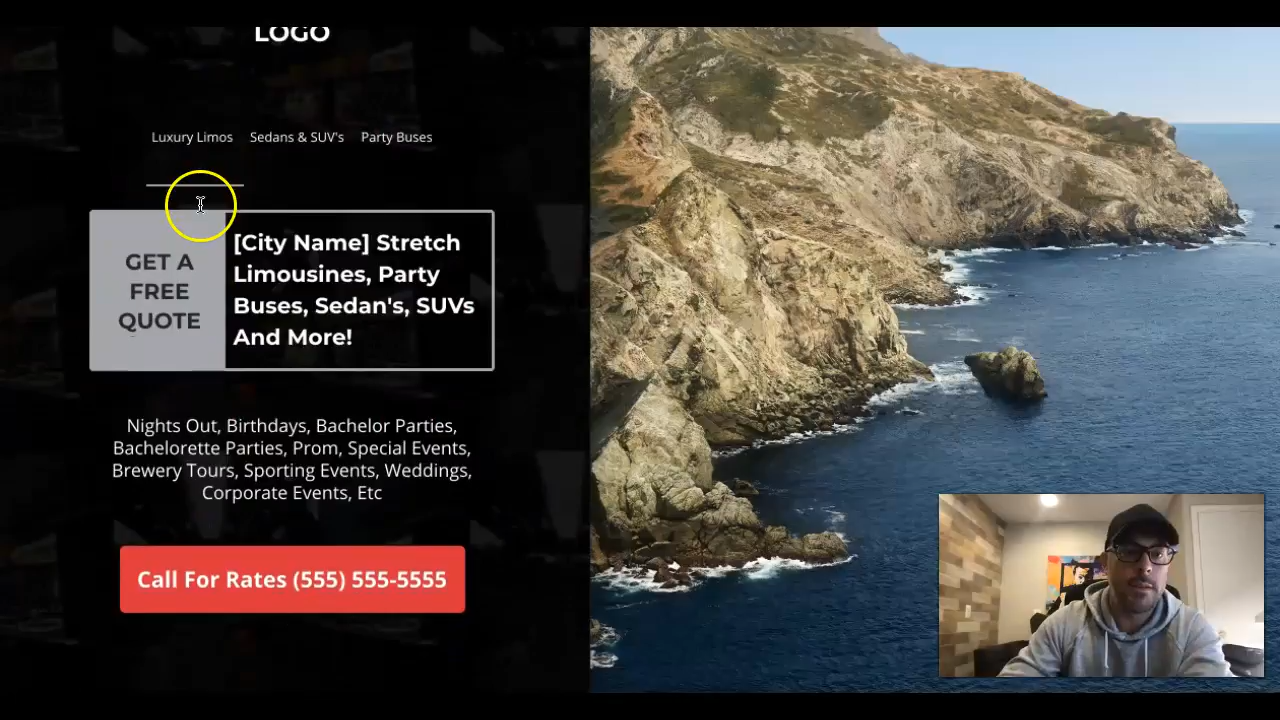 LOGO
Luxury Limos Sedans & SUV's Party Buses
GET A
FREE
QUOTE
[City Name] Stretch
Limousines, Party
Buses, Sedan's, SUVs
And More!
Nights Out, Birthdays, Bachelor Parties,
Bachelorette Parties, Prom, Special Events,
Brewery Tours, Sporting Events, Weddings,
Corporate Events, Etc
Call For Rates (555) 555-5555